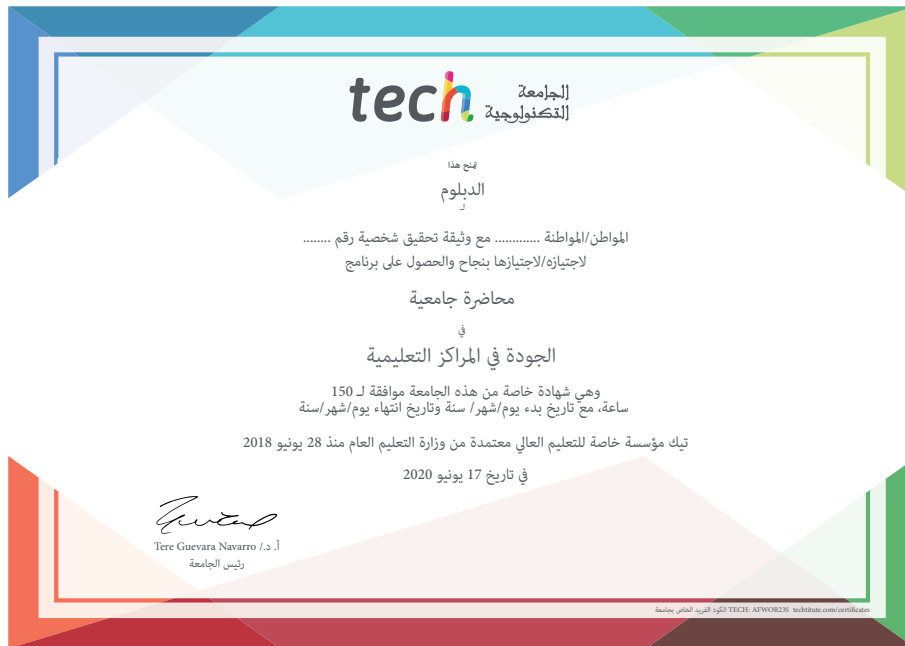 tech الجامعة
التكنولوجية
يمنح هذا
الدبلوم
لـ
المواطن/المواطنة ............. مع وثيقة تحقيق شخصية رقم ........
لاجتيازه/لاجتيازها بنجاح والحصول على برنامج
محاضرة جامعية
في
الجودة في المراكز التعليمية
وهي شهادة خاصة من هذه الجامعة موافقة لـ 150
ساعة، مع تاريخ بدء يوم/شهر/ سنة وتاريخ انتهاء يوم/شهر/سنة
تيك مؤسسة خاصة للتعليم العالي معتمدة من وزارة التعليم العام منذ 28 يونيو 2018
في تاريخ 17 يونيو 2020
أ. د./ Tere Guevara Navarro
رئيس الجامعة
الكود الفريد الخاص بجامعة TECH: AFWOR23S techtitute.com/certificates